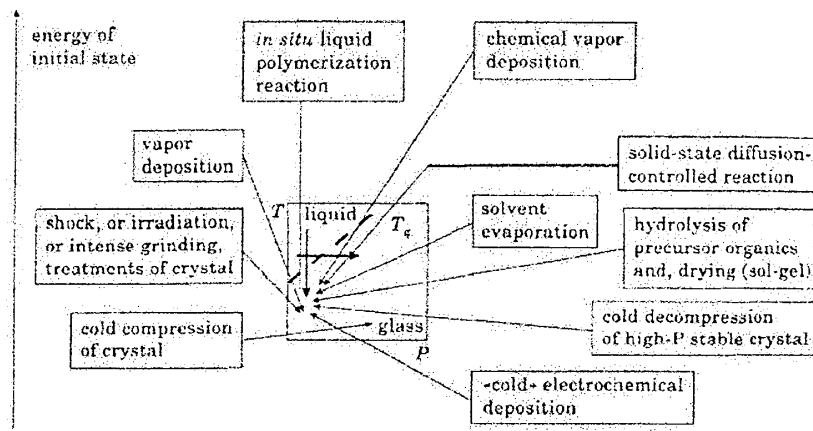 energy of
initial state
in situ liquid
polymerization
reaction
chemical vapor
deposition
vapor
deposition
solid-state diffusion-
controlled reaction
shock, or irradiation,
or intense grinding,
treatments of crystal
T
liquid
Tg
solvent
evaporation
hydrolysis of
precursor organics
and, drying (sol-gel)
cold compression
of crystal
glass
P
cold decompression
of high-P stable crystal
«cold» electrochemical
deposition